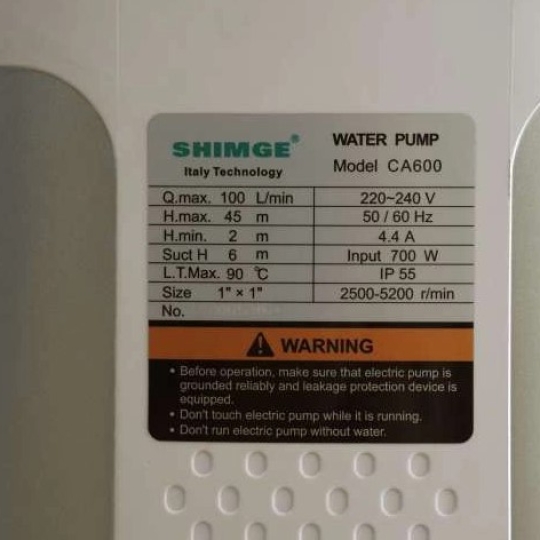 SHIMGE®
Italy Technology
WATER PUMP
Model CA600
Q.max. 100 L/min
220~240 V
H.max. 45 m
50 / 60 Hz
H.min. 2 m
4.4 A
Suct H 6 m
Input 700 W
L.T.Max. 90 ℃
IP 55
Size 1" × 1"
2500-5200 r/min
No.
WARNING
• Before operation, make sure that electric pump is
grounded reliably and leakage protection device is
equipped.
• Don't touch electric pump while it is running.
• Don't run electric pump without water.